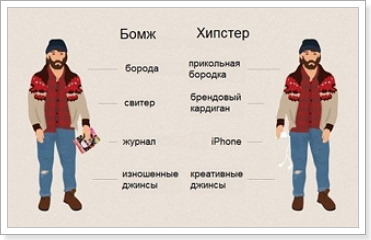 Бомж Хипстер
борода прикольная
бородка
свитер брендовый
кардиган
журнал iPhone
изношенные креативные
джинсы джинсы